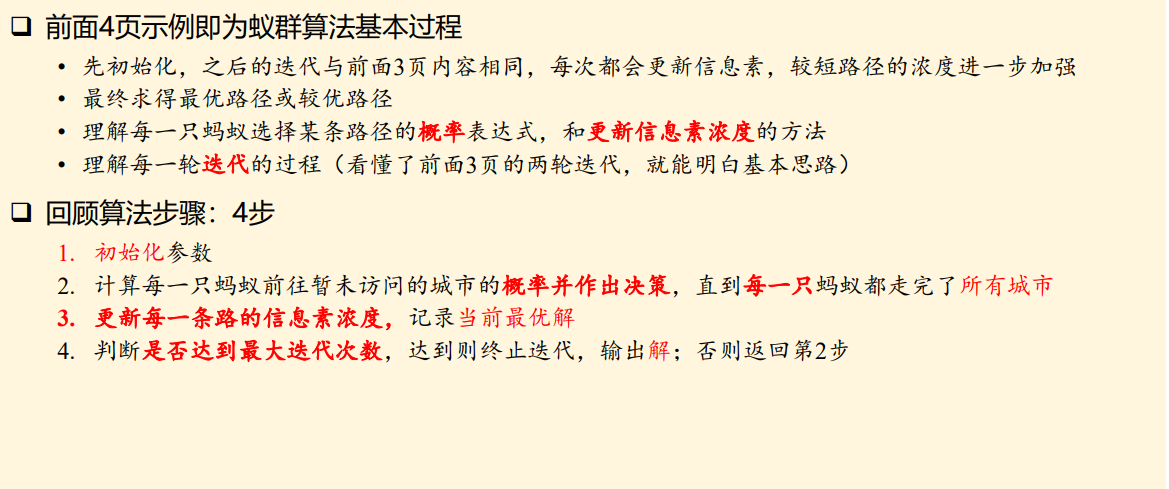 ❑ 前面4页示例即为蚁群算法基本过程
• 先初始化，之后的迭代与前面3页内容相同，每次都会更新信息素，较短路径的浓度进一步加强
• 最终求得最优路径或较优路径
• 理解每一只蚂蚁选择某条路径的概率表达式，和更新信息素浓度的方法
• 理解每一轮迭代的过程（看懂了前面3页的两轮迭代，就能明白基本思路）
❑ 回顾算法步骤：4步
1. 初始化参数
2. 计算每一只蚂蚁前往暂未访问的城市的概率并作出决策，直到每一只蚂蚁都走完了所有城市
3. 更新每一条路的信息素浓度，记录当前最优解
4. 判断是否达到最大迭代次数，达到则终止迭代，输出解；否则返回第2步